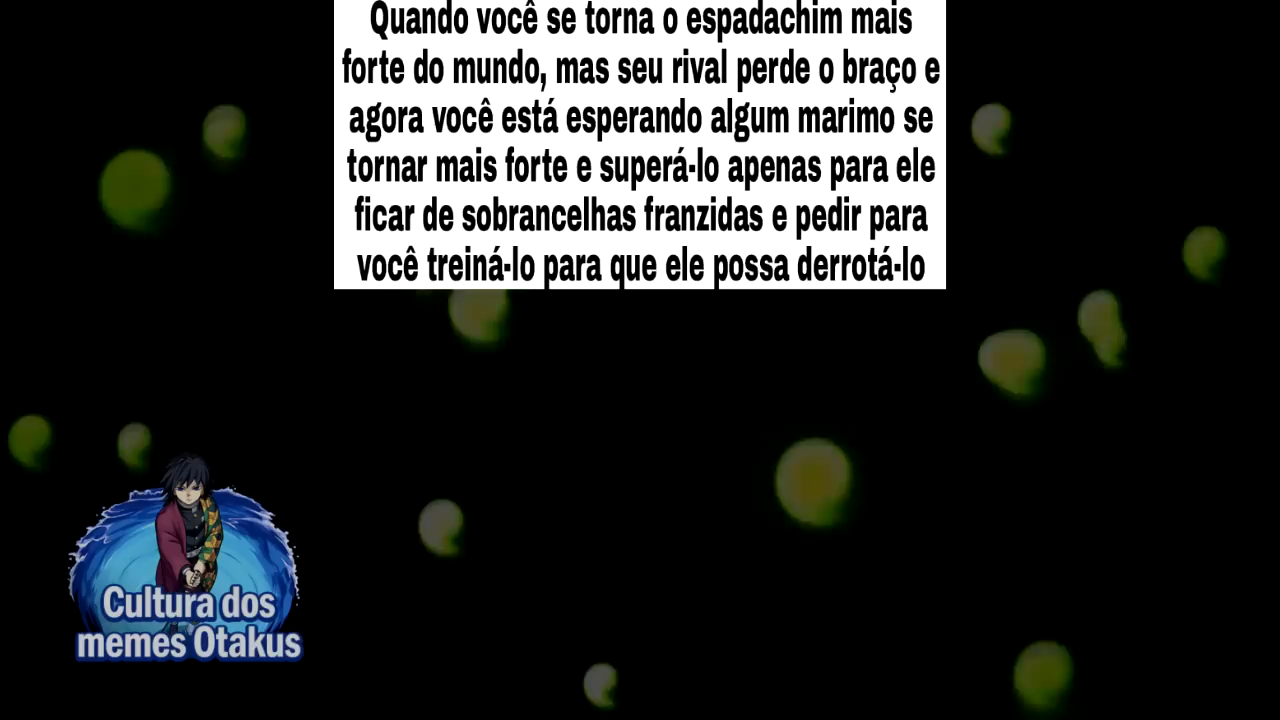 Quando você se torna o espadachim mais
forte do mundo, mas seu rival perde o braço e
agora você está esperando algum marimo se
tornar mais forte e superá-lo apenas para ele
ficar de sobrancelhas franzidas e pedir para
você treiná-lo para que ele possa derrotá-lo
Cultura dos
memes Otakus